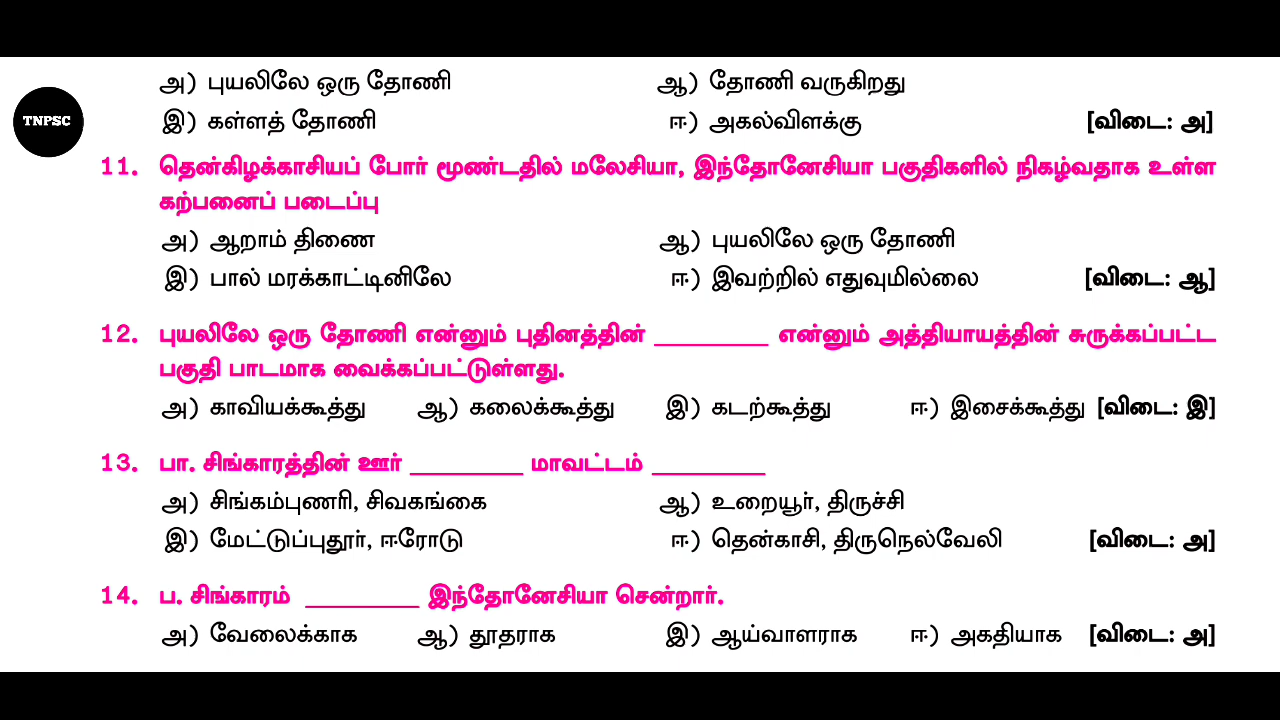 அ) புயலிலே ஒரு தோணி ஆ) தோணி வருகிறது
TNPSC
இ) கள்ளத் தோணி ஈ) அகல்விளக்கு [விடை: அ]
11. தென்கிழக்காசியப் போர் மூண்டதில் மலேசியா, இந்தோனேசியா பகுதிகளில் நிகழ்வதாக உள்ள
கற்பனைப் படைப்பு
அ) ஆறாம் திணை ஆ) புயலிலே ஒரு தோணி
இ) பால் மரக்காட்டினிலே ஈ) இவற்றில் எதுவுமில்லை [விடை: ஆ]
12. புயலிலே ஒரு தோணி என்னும் புதினத்தின் ________ என்னும் அத்தியாயத்தின் சுருக்கப்பட்ட
பகுதி பாடமாக வைக்கப்பட்டுள்ளது.
அ) காவியக்கூத்து ஆ) கலைக்கூத்து இ) கடற்கூத்து ஈ) இசைக்கூத்து [விடை: இ]
13. பா. சிங்காரத்தின் ஊர் ________ மாவட்டம் ________
அ) சிங்கம்புணரி, சிவகங்கை ஆ) உறையூர், திருச்சி
இ) மேட்டுப்புதூர், ஈரோடு ஈ) தென்காசி, திருநெல்வேலி [விடை: அ]
14. ப. சிங்காரம் ________ இந்தோனேசியா சென்றார்.
அ) வேலைக்காக ஆ) தூதராக இ) ஆய்வாளராக ஈ) அகதியாக [விடை: அ]